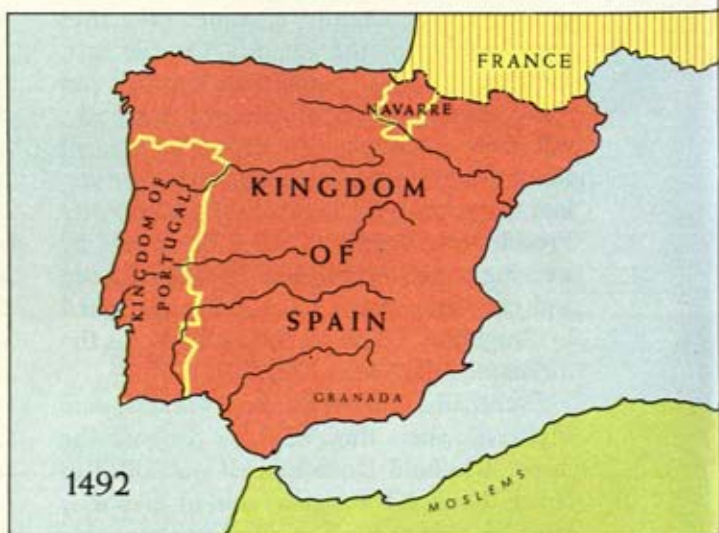 FRANCE
NAVARRE
KINGDOM OF
PORTUGAL
KINGDOM
OF
SPAIN
GRANADA
1492
MOSLEMS